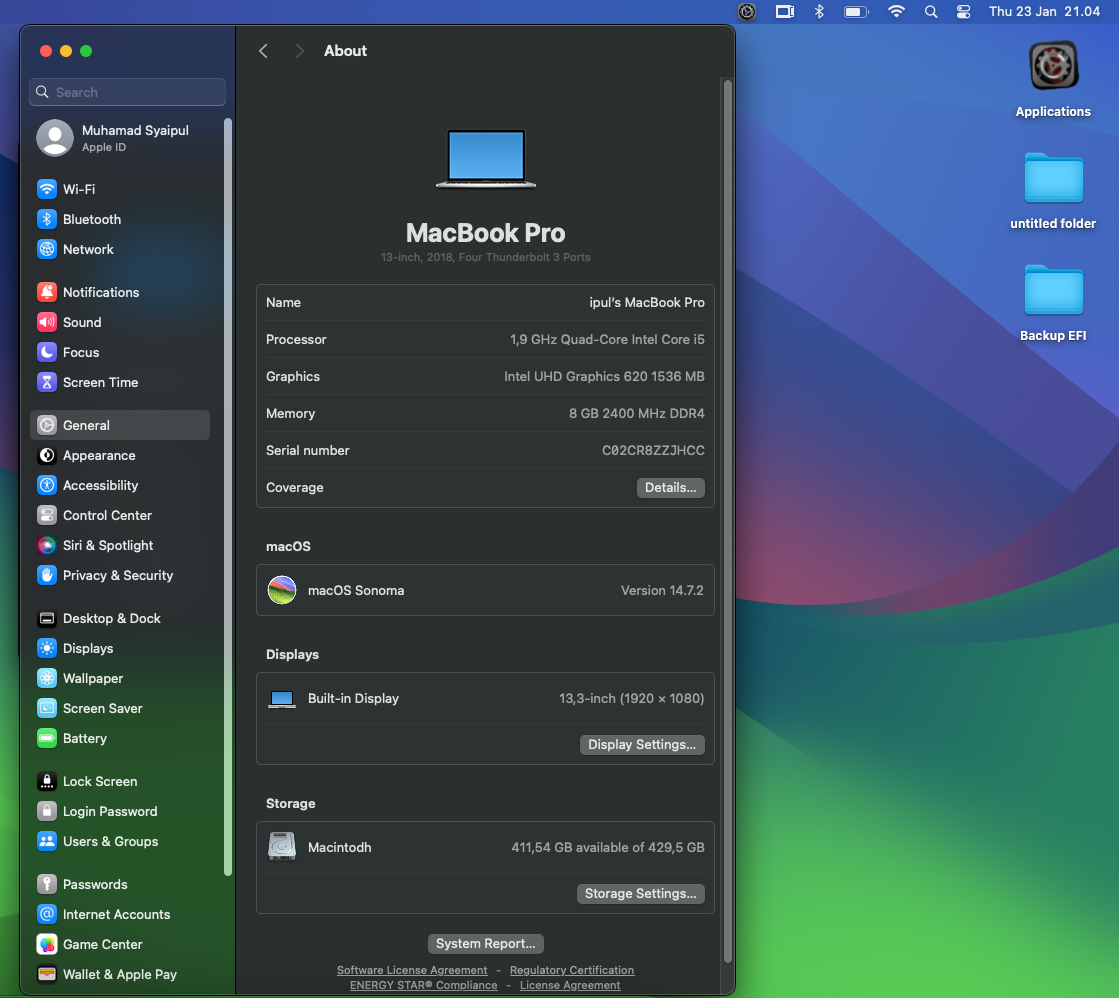 Thu 23 Jan 21.04
About
Search
Muhamad Syaipul
Apple ID
Wi-Fi
Bluetooth
Network
Notifications
Sound
Focus
Screen Time
General
Appearance
Accessibility
Control Center
Siri & Spotlight
Privacy & Security
Desktop & Dock
Displays
Wallpaper
Screen Saver
Battery
Lock Screen
Login Password
Users & Groups
Passwords
Internet Accounts
Game Center
Wallet & Apple Pay
MacBook Pro
13-inch, 2018, Four Thunderbolt 3 Ports
Name ipul's MacBook Pro
Processor 1,9 GHz Quad-Core Intel Core i5
Graphics Intel UHD Graphics 620 1536 MB
Memory 8 GB 2400 MHz DDR4
Serial number C02CR8ZZJHCC
Coverage Details...
macOS
macOS Sonoma Version 14.7.2
Displays
Built-in Display 13,3-inch (1920 × 1080)
Display Settings...
Storage
Macintodh 411,54 GB available of 429,5 GB
Storage Settings...
System Report...
Software License Agreement - Regulatory Certification
ENERGY STAR® Compliance - License Agreement
Applications
untitled folder
Backup EFI